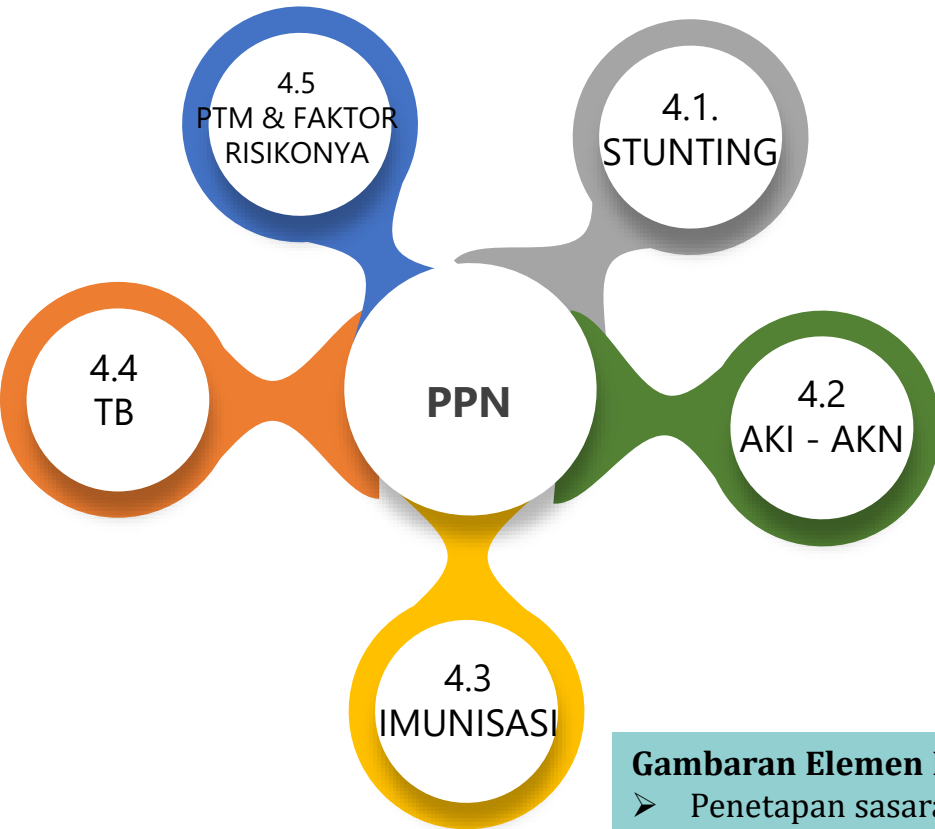 4.5
PTM & FAKTOR
RISIKONYA
4.1.
STUNTING
4.4
TB
PPN
4.2
AKI - AKN
4.3
IMUNISASI
Gambaran Elemen
➢ Penetapan